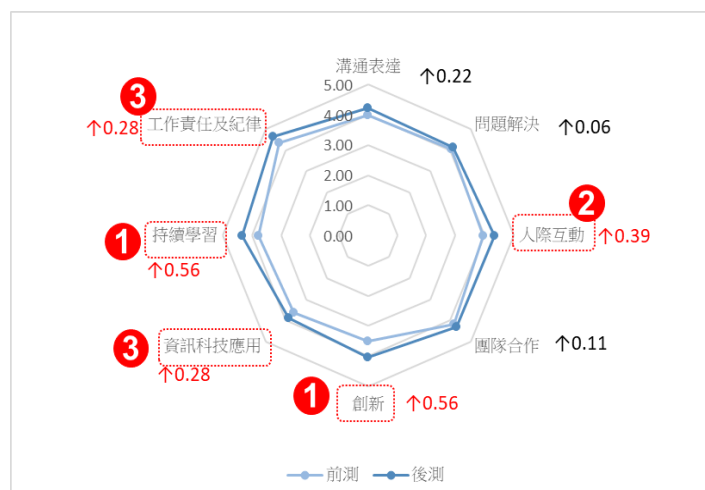 溝通表達 ↑0.22
5.00
4.00
3.00
2.00
1.00
0.00
問題解決 ↑0.06
2
人際互動 ↑0.39
團隊合作 ↑0.11
1
創新 ↑0.56
3
資訊科技應用
↑0.28
1
持續學習
↑0.56
3
↑0.28 工作責任及紀律
前測 後測